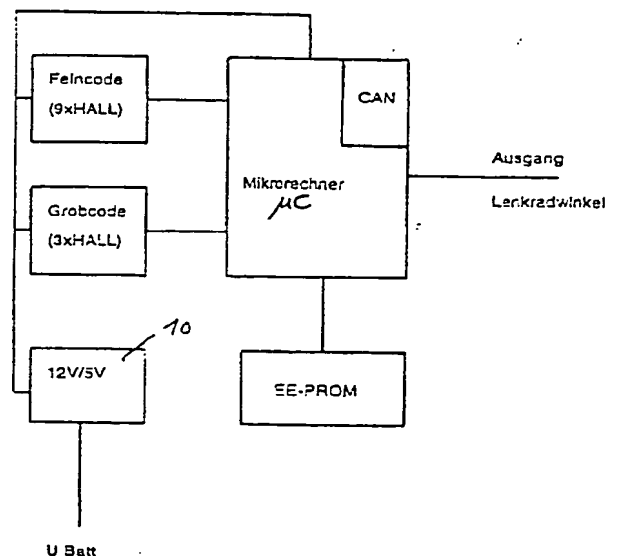 Feincode
(9xHALL)
CAN
Ausgang
Lenkradwinkel
Mikrorechner
μC
Grobcode
(3xHALL)
10
12V/5V
EE-PROM
U Batt